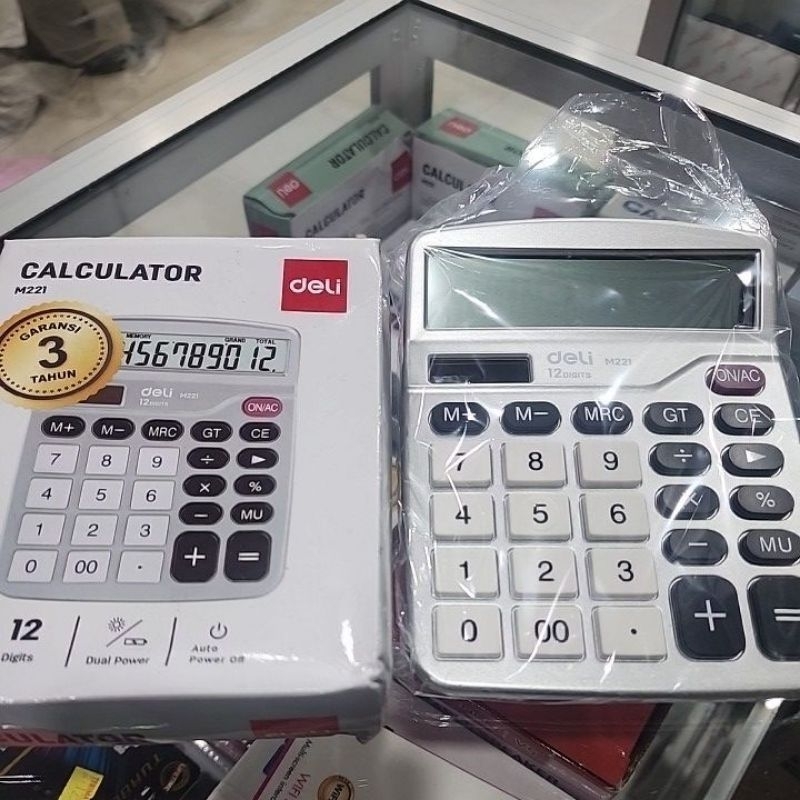 CALCULATOR
M221
deli
GARANSI
3
TAHUN
MEMORY GRAND TOTAL
456789012.
deli
M221
12 DIGITS
ON/AC
M+ M− MRC GT CE
7 8 9 ÷ ▶
4 5 6 × %
1 2 3 − MU
0 00 · + =
12
Digits
Dual Power
Auto
Power Off
CALCULATOR
deli
CALCULATOR
deli
deli M221
12 DIGITS
ON/AC
M+ M− MRC GT CE
7 8 9 ÷ ▶
4 5 6 × %
1 2 3 − MU
0 00 · + =